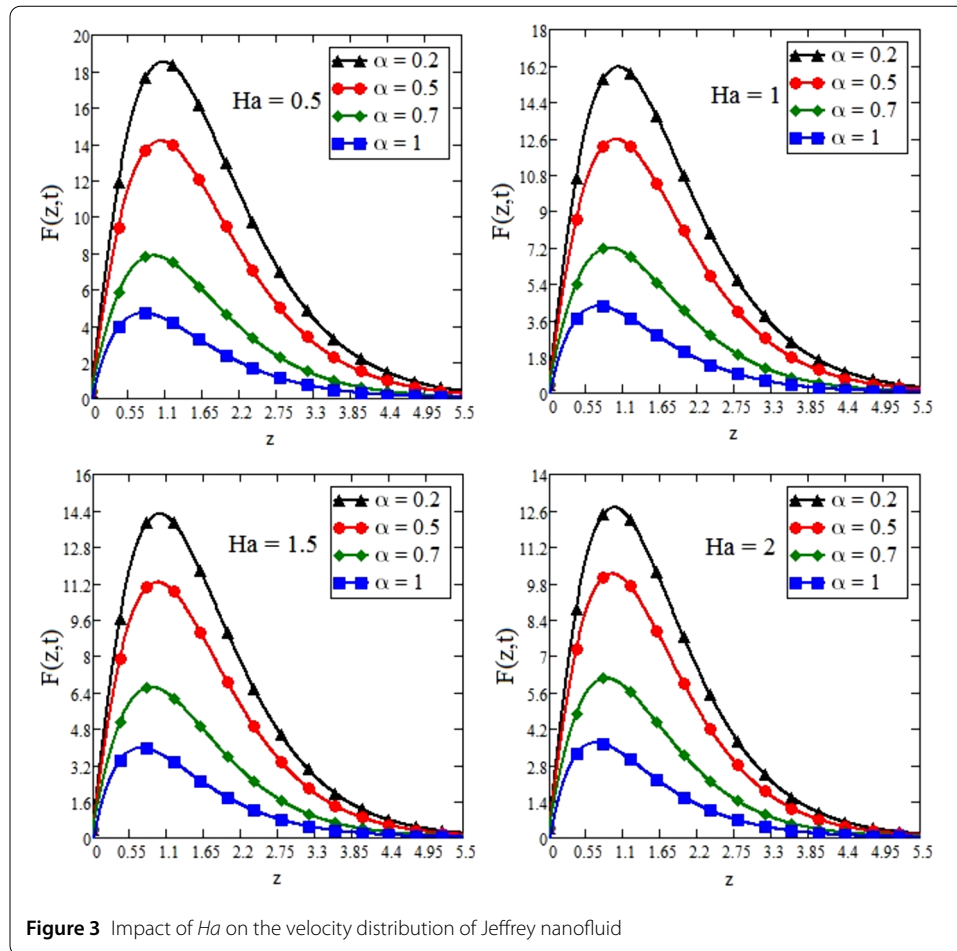 20
18
16
14
12
10
8
6
4
2
0
F(z,t)
Ha = 0.5
α = 0.2
α = 0.5
α = 0.7
α = 1
0 0.55 1.1 1.65 2.2 2.75 3.3 3.85 4.4 4.95 5.5
z
18
16.2
14.4
12.6
10.8
9
7.2
5.4
3.6
1.8
0
F(z,t)
Ha = 1
α = 0.2
α = 0.5
α = 0.7
α = 1
0 0.55 1.1 1.65 2.2 2.75 3.3 3.85 4.4 4.95 5.5
z
16
14.4
12.8
11.2
9.6
8
6.4
4.8
3.2
1.6
0
F(z,t)
Ha = 1.5
α = 0.2
α = 0.5
α = 0.7
α = 1
0 0.55 1.1 1.65 2.2 2.75 3.3 3.85 4.4 4.95 5.5
z
14
12.6
11.2
9.8
8.4
7
5.6
4.2
2.8
1.4
0
F(z,t)
Ha = 2
α = 0.2
α = 0.5
α = 0.7
α = 1
0 0.55 1.1 1.65 2.2 2.75 3.3 3.85 4.4 4.95 5.5
z
Figure 3 Impact of Ha on the velocity distribution of Jeffrey nanofluid